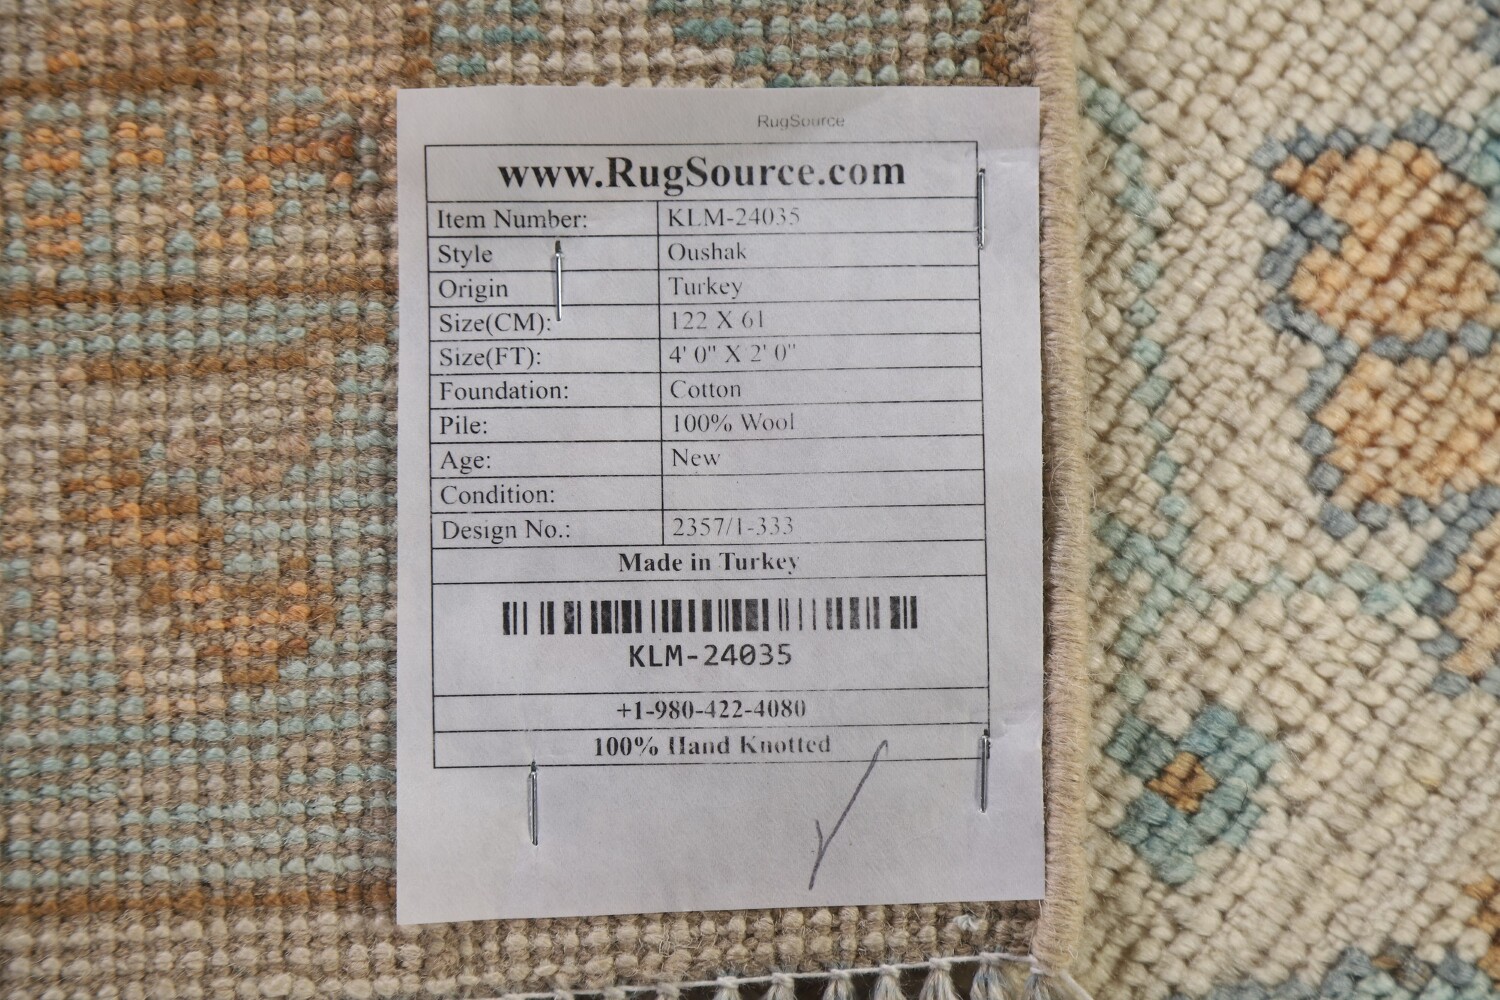 RugSource
www.RugSource.com
Item Number: KLM-24035
Style Oushak
Origin Turkey
Size(CM): 122 X 61
Size(FT): 4' 0" X 2' 0"
Foundation: Cotton
Pile: 100% Wool
Age: New
Condition:
Design No.: 2357/1-333
Made in Turkey
KLM-24035
+1-980-422-4080
100% Hand Knotted